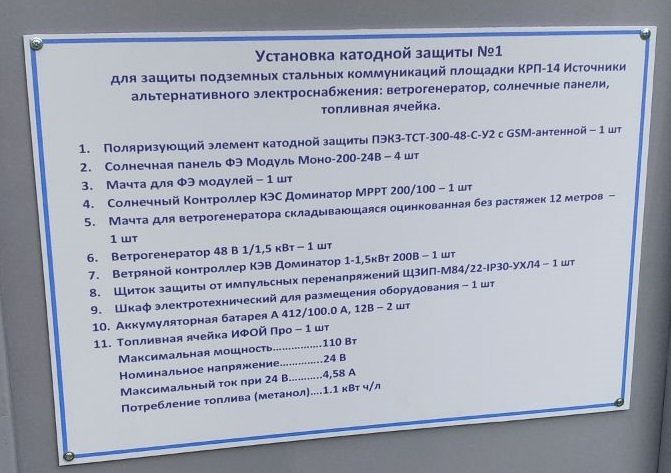 Установка катодной защиты №1
для защиты подземных стальных коммуникаций площадки КРП-14 Источники
альтернативного электроснабжения: ветрогенератор, солнечные панели,
топливная ячейка.
1. Поляризующий элемент катодной защиты ПЭКЗ-ТСТ-300-48-С-У2 с GSM-антенной – 1 шт
2. Солнечная панель ФЭ Модуль Моно-200-24В – 4 шт
3. Мачта для ФЭ модулей – 1 шт
4. Солнечный Контроллер КЭС Доминатор МРРТ 200/100 – 1 шт
5. Мачта для ветрогенератора складывающаяся оцинкованная без растяжек 12 метров –
1 шт
6. Ветрогенератор 48 В 1/1,5 кВт – 1 шт
7. Ветряной контроллер КЭВ Доминатор 1-1,5кВт 200В – 1 шт
8. Щиток защиты от импульсных перенапряжений ЩЗИП-М84/22-IP30-УХЛ4 – 1 шт
9. Шкаф электротехнический для размещения оборудования – 1 шт
10. Аккумуляторная батарея А 412/100.0 А, 12В – 2 шт
11. Топливная ячейка ИФОЙ Про – 1 шт
Максимальная мощность................110 Вт
Номинальное напряжение..............24 В
Максимальный ток при 24 В...........4,58 А
Потребление топлива (метанол)....1.1 кВт ч/л